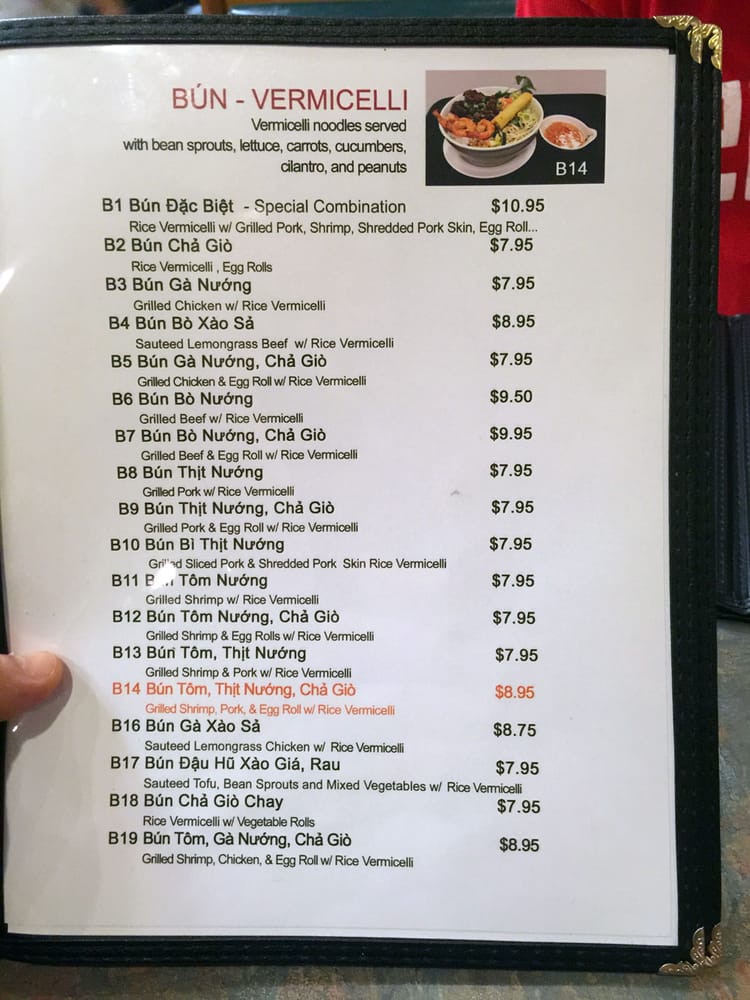 BÚN - VERMICELLI
Vermicelli noodles served
with bean sprouts, lettuce, carrots, cucumbers,
cilantro, and peanuts
B14
B1 Bún Đặc Biệt - Special Combination $10.95
Rice Vermicelli w/ Grilled Pork, Shrimp, Shredded Pork Skin, Egg Roll...
B2 Bún Chả Giò $7.95
Rice Vermicelli , Egg Rolls
B3 Bún Gà Nướng $7.95
Grilled Chicken w/ Rice Vermicelli
B4 Bún Bò Xào Sả $8.95
Sauteed Lemongrass Beef w/ Rice Vermicelli
B5 Bún Gà Nướng, Chả Giò $7.95
Grilled Chicken & Egg Roll w/ Rice Vermicelli
B6 Bún Bò Nướng $9.50
Grilled Beef w/ Rice Vermicelli
B7 Bún Bò Nướng, Chả Giò $9.95
Grilled Beef & Egg Roll w/ Rice Vermicelli
B8 Bún Thịt Nướng $7.95
Grilled Pork w/ Rice Vermicelli
B9 Bún Thịt Nướng, Chả Giò $7.95
Grilled Pork & Egg Roll w/ Rice Vermicelli
B10 Bún Bì Thịt Nướng $7.95
Grilled Sliced Pork & Shredded Pork Skin Rice Vermicelli
B11 Bún Tôm Nướng $7.95
Grilled Shrimp w/ Rice Vermicelli
B12 Bún Tôm Nướng, Chả Giò $7.95
Grilled Shrimp & Egg Rolls w/ Rice Vermicelli
B13 Bún Tôm, Thịt Nướng $7.95
Grilled Shrimp & Pork w/ Rice Vermicelli
B14 Bún Tôm, Thịt Nướng, Chả Giò $8.95
Grilled Shrimp, Pork, & Egg Roll w/ Rice Vermicelli
B16 Bún Gà Xào Sả $8.75
Sauteed Lemongrass Chicken w/ Rice Vermicelli
B17 Bún Đậu Hũ Xào Giá, Rau $7.95
Sauteed Tofu, Bean Sprouts and Mixed Vegetables w/ Rice Vermicelli
B18 Bún Chả Giò Chay $7.95
Rice Vermicelli w/ Vegetable Rolls
B19 Bún Tôm, Gà Nướng, Chả Giò $8.95
Grilled Shrimp, Chicken, & Egg Roll w/ Rice Vermicelli